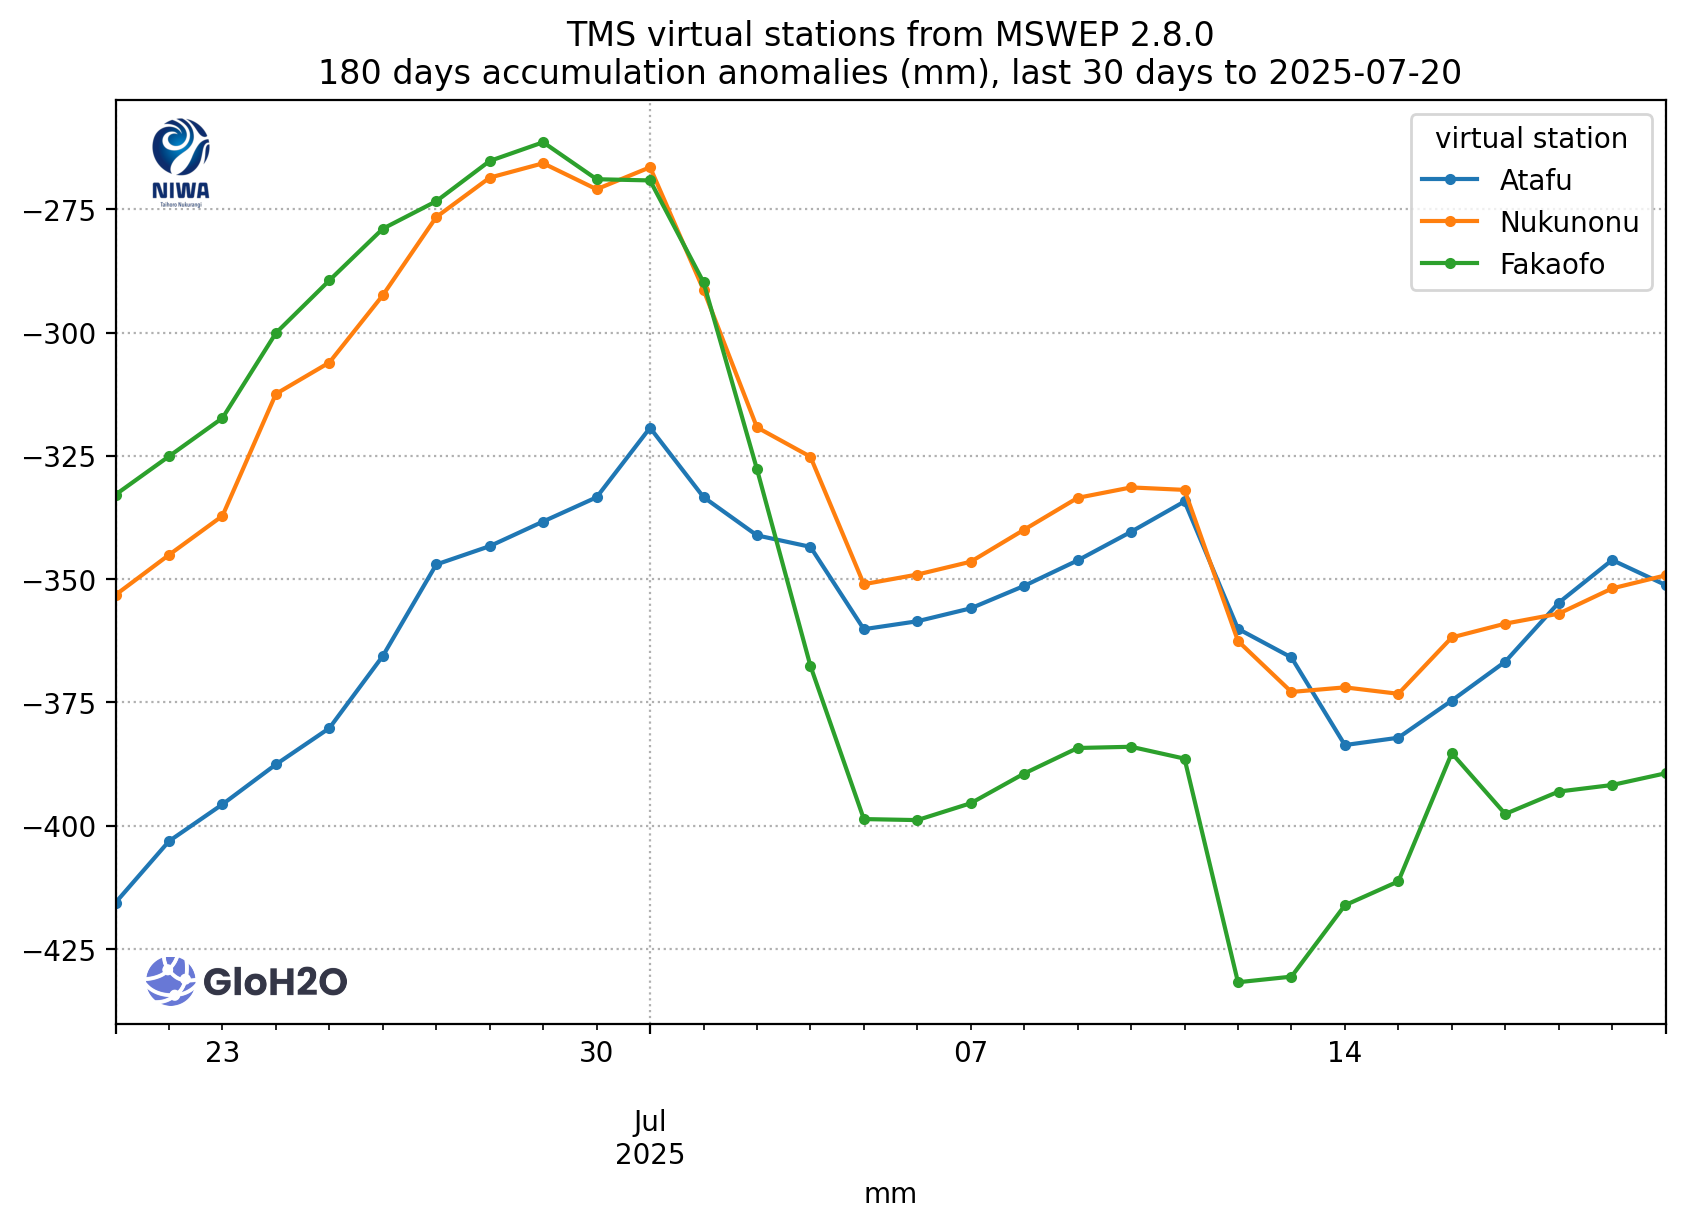 TMS virtual stations from MSWEP 2.8.0
180 days accumulation anomalies (mm), last 30 days to 2025-07-20
NIWA
Taihoro Nukurangi
virtual station
Atafu
Nukunonu
Fakaofo
−275
−300
−325
−350
−375
−400
−425
GloH2O
23
30
07
14
Jul
2025
mm